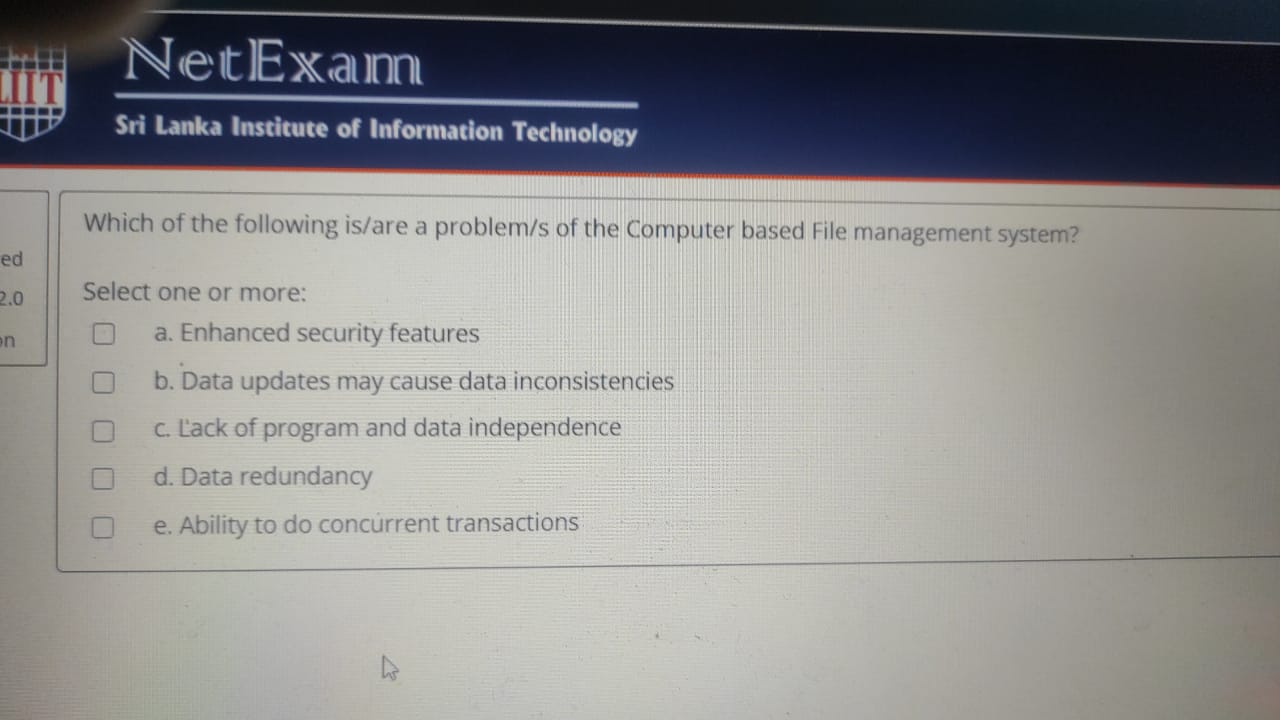 NetExam
LIIT
Sri Lanka Institute of Information Technology
Which of the following is/are a problem/s of the Computer based File management system?
ed
2.0
on
Select one or more:
a. Enhanced security features
b. Data updates may cause data inconsistencies
c. Lack of program and data independence
d. Data redundancy
e. Ability to do concurrent transactions